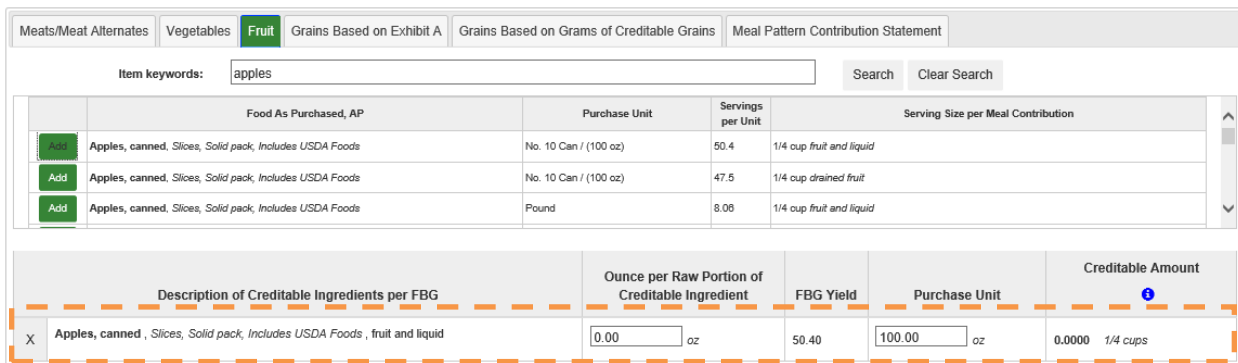 Meats/Meat Alternates Vegetables Fruit Grains Based on Exhibit A Grains Based on Grams of Creditable Grains Meal Pattern Contribution Statement
Item keywords: apples Search Clear Search
Food As Purchased, AP Purchase Unit Servings per Unit Serving Size per Meal Contribution
Add Apples, canned, Slices, Solid pack, Includes USDA Foods No. 10 Can / (100 oz) 50.4 1/4 cup fruit and liquid
Add Apples, canned, Slices, Solid pack, Includes USDA Foods No. 10 Can / (100 oz) 47.5 1/4 cup drained fruit
Add Apples, canned, Slices, Solid pack, Includes USDA Foods Pound 8.06 1/4 cup fruit and liquid
Description of Creditable Ingredients per FBG Ounce per Raw Portion of Creditable Ingredient FBG Yield Purchase Unit Creditable Amount i
X Apples, canned , Slices, Solid pack, Includes USDA Foods , fruit and liquid 0.00 oz 50.40 100.00 oz 0.0000 1/4 cups